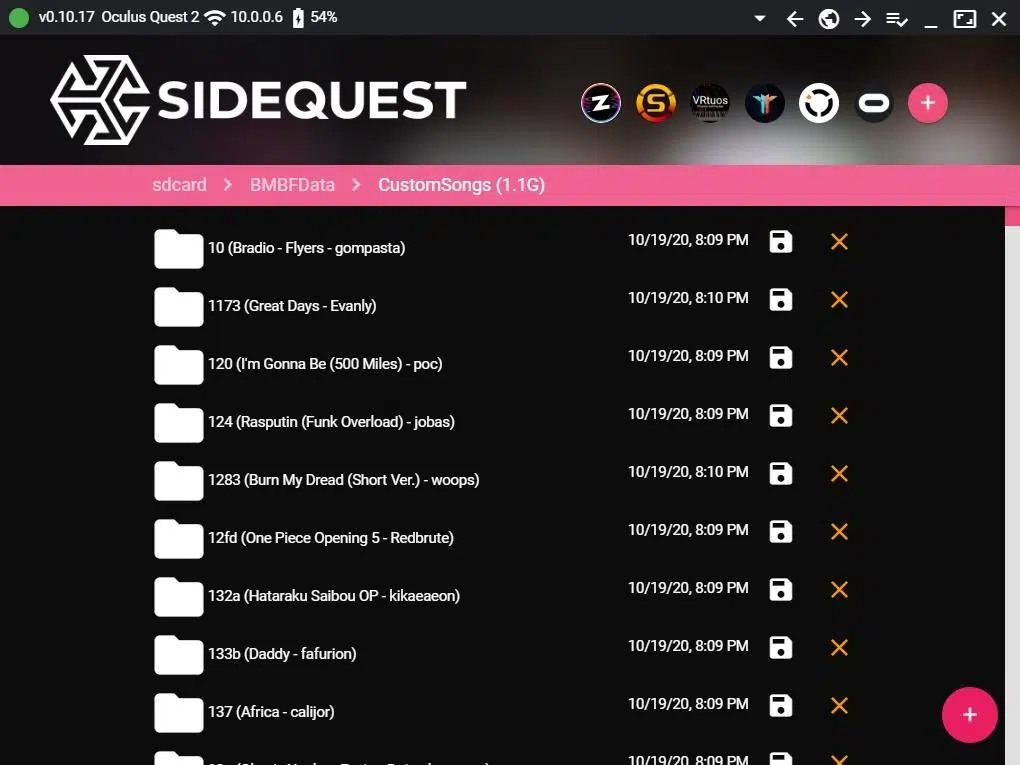 v0.10.17 Oculus Quest 2 10.0.0.6 54%
SIDEQUEST
VRtuos
sdcard > BMBFData > CustomSongs (1.1G)
10 (Bradio - Flyers - gompasta) 10/19/20, 8:09 PM
1173 (Great Days - Evanly) 10/19/20, 8:10 PM
120 (I'm Gonna Be (500 Miles) - poc) 10/19/20, 8:09 PM
124 (Rasputin (Funk Overload) - jobas) 10/19/20, 8:09 PM
1283 (Burn My Dread (Short Ver.) - woops) 10/19/20, 8:10 PM
12fd (One Piece Opening 5 - Redbrute) 10/19/20, 8:09 PM
132a (Hataraku Saibou OP - kikaeaeon) 10/19/20, 8:09 PM
133b (Daddy - fafurion) 10/19/20, 8:09 PM
137 (Africa - calijor) 10/19/20, 8:09 PM
10/19/20, 8:09 PM